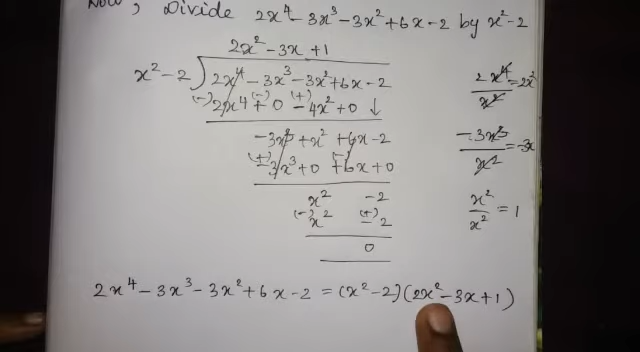 Now, Divide 2x⁴ - 3x³ - 3x² + 6x - 2 by x² - 2
2x² - 3x + 1
x² - 2 ) 2x⁴ - 3x³ - 3x² + 6x - 2
(-) 2x⁴ + 0 (-) - 4x² (+) + 0 ↓
2x⁴/x² = 2x²
-3x³ + x² + 6x - 2
(+) - 3x³ + 0 (-) + 6x + 0
-3x³/x² = -3x
x² - 2
(-) x² (+) - 2
x²/x² = 1
0
2x⁴ - 3x³ - 3x² + 6x - 2 = (x² - 2) (2x² - 3x + 1)